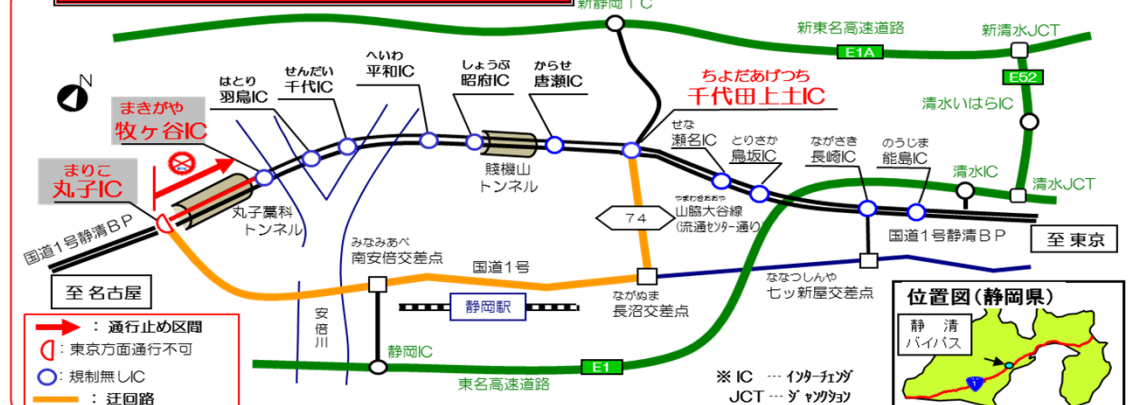 新静岡IC
新東名高速道路
E1A
新清水JCT
E52
清水いはらIC
清水IC
清水JCT
N
まきがや
牧ヶ谷IC
まりこ
丸子IC
はとり
羽鳥IC
せんだい
千代IC
へいわ
平和IC
しょうぶ
昭府IC
からせ
唐瀬IC
ちよだあげつち
千代田上土IC
せな
瀬名IC
とりさか
鳥坂IC
ながさき
長崎IC
のうじま
能島IC
賤機山
トンネル
丸子藁科
トンネル
国道1号静清BP
至 名古屋
74
やまわきおおや
山脇大谷線
(流通センター通り)
国道1号静清BP
至 東京
みなみあべ
南安倍交差点
国道1号
ながぬま
長沼交差点
ななつしんや
七ッ新屋交差点
安倍川
静岡駅
静岡IC
東名高速道路
E1
： 通行止め区間
：東京方面通行不可
：規制無しIC
： 迂回路
※ IC … インターチェンジ
JCT … ジャンクション
位置図(静岡県)
静 清
バイパス
1